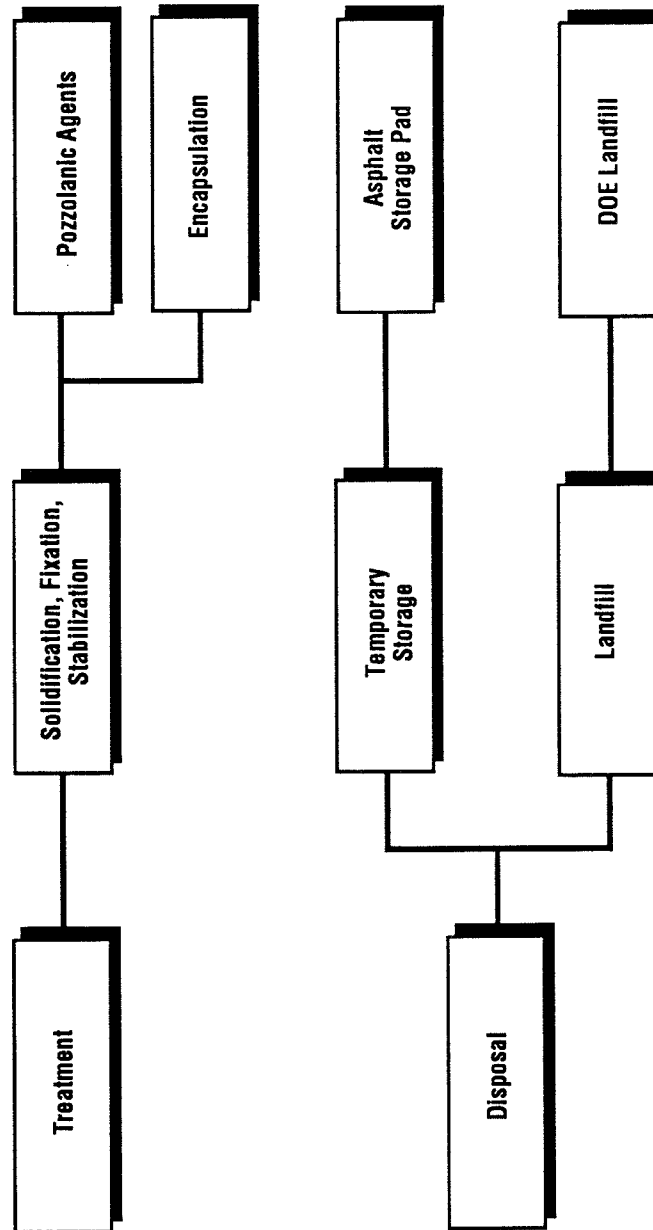 Treatment
Solidification, Fixation,
Stabilization
Pozzolanic Agents
Encapsulation
Disposal
Temporary
Storage
Asphalt
Storage Pad
Landfill
DOE Landfill